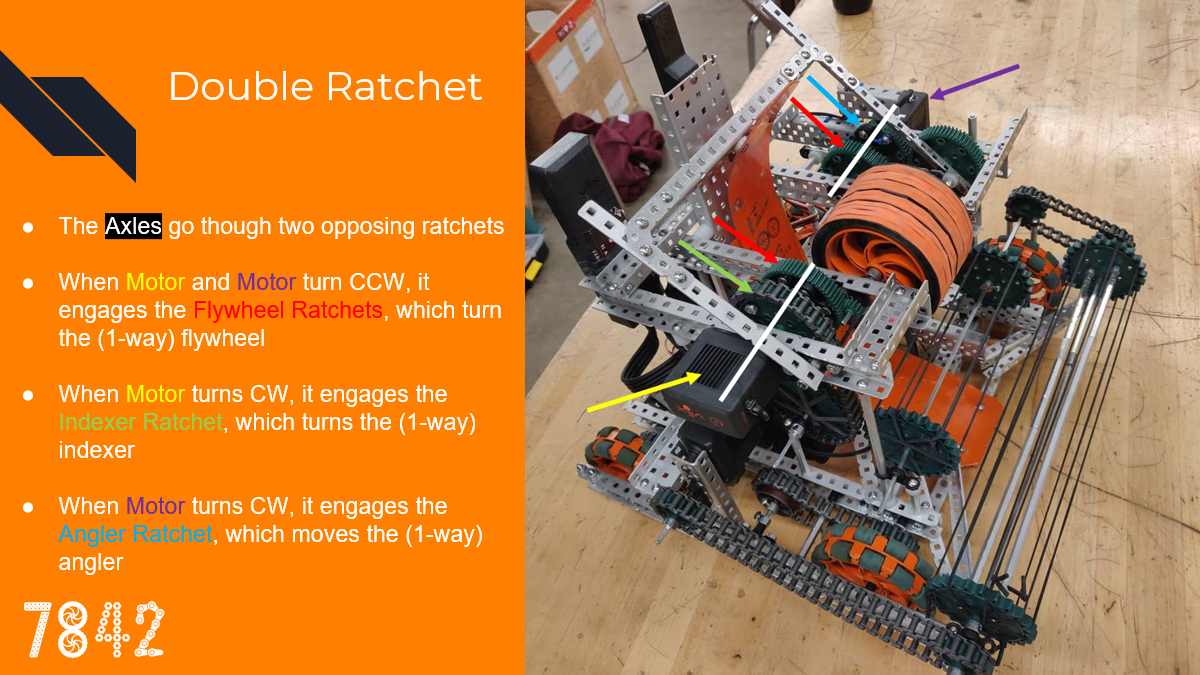 Double Ratchet
● The Axles go though two opposing ratchets
● When Motor and Motor turn CCW, it
engages the Flywheel Ratchets, which turn
the (1-way) flywheel
● When Motor turns CW, it engages the
Indexer Ratchet, which turns the (1-way)
indexer
● When Motor turns CW, it engages the
Angler Ratchet, which moves the (1-way)
angler
7842